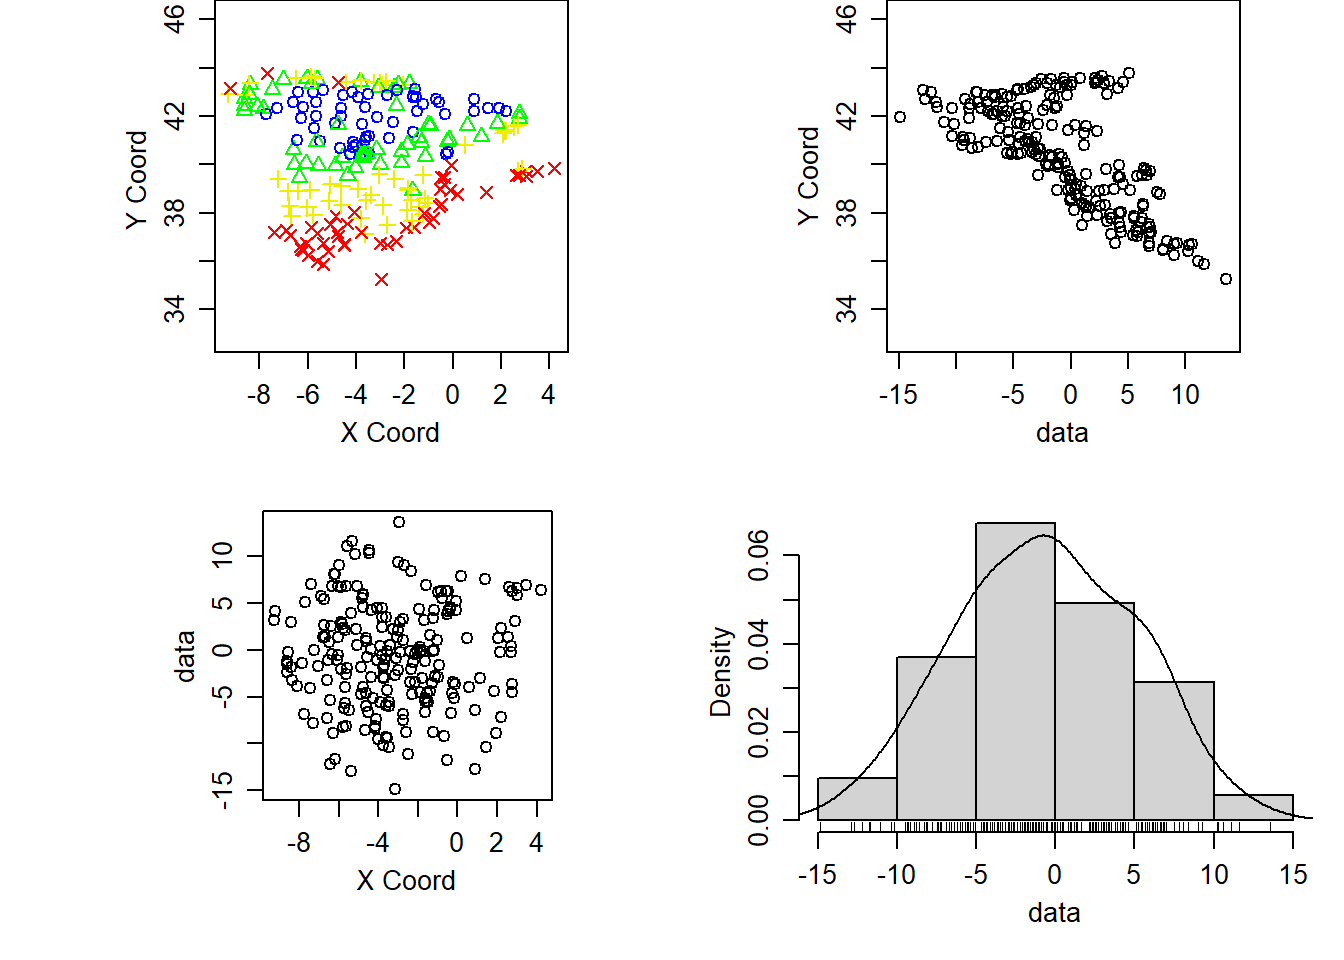 46
42
38
34
Y Coord
-8 -6 -4 -2 0 2 4
X Coord
46
42
38
34
Y Coord
-15 -5 0 5 10
data
10
5
0
-5
-15
data
-8 -4 0 2 4
X Coord
0.06
0.04
0.02
0.00
Density
-15 -10 -5 0 5 10 15
data